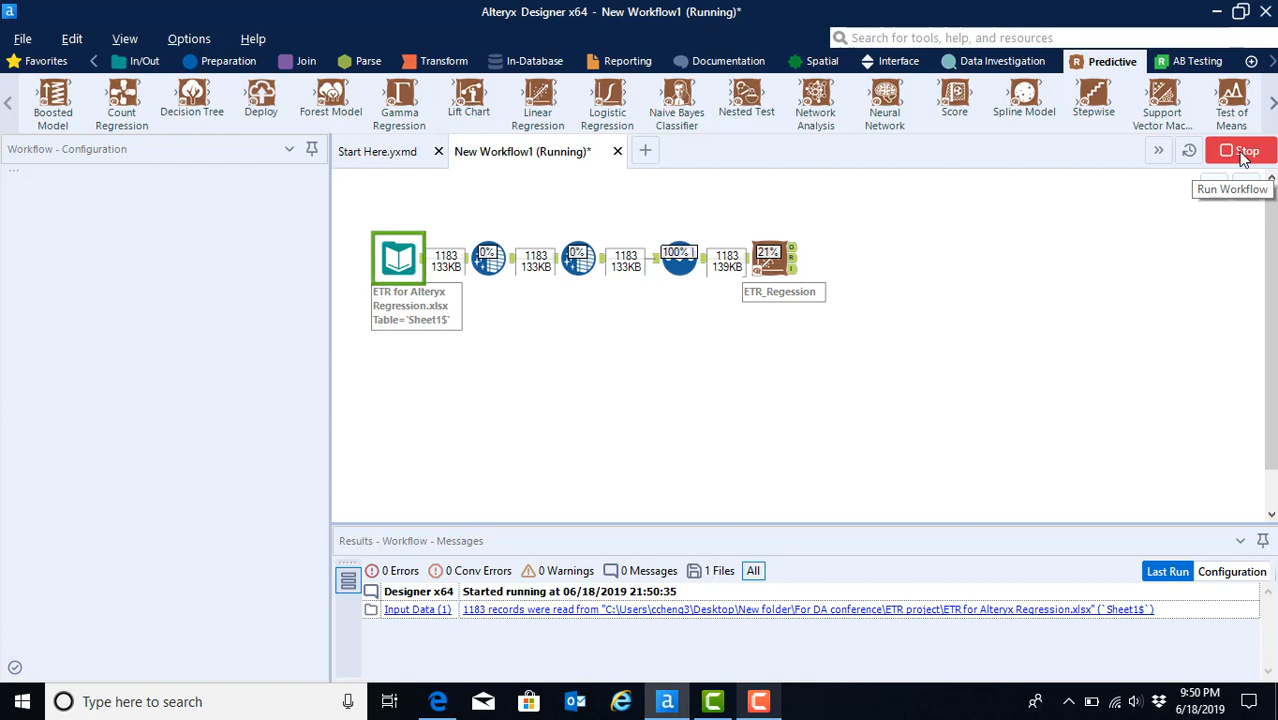 a Alteryx Designer x64 - New Workflow1 (Running)*
File Edit View Options Help Search for tools, help, and resources
Favorites In/Out Preparation Join Parse Transform In-Database Reporting Documentation Spatial Interface Data Investigation R Predictive R AB Testing
Boosted Model Count Regression Decision Tree Deploy Forest Model Gamma Regression Lift Chart Linear Regression Logistic Regression Naive Bayes Classifier Nested Test Network Analysis Neural Network Score Spline Model Stepwise Support Vector Mac... Test of Means
Workflow - Configuration Start Here.yxmd New Workflow1 (Running)* Stop
Run Workflow
1183 0% 1183 0% 1183 100% 1183 21% O
133KB 133KB 133KB 139KB R
I
ETR for Alteryx
Regression.xlsx
Table=`Sheet1$`
ETR_Regession
Results - Workflow - Messages
0 Errors 0 Conv Errors 0 Warnings 0 Messages 1 Files All Last Run Configuration
Designer x64 Started running at 06/18/2019 21:50:35
Input Data (1) 1183 records were read from "C:\Users\ccheng3\Desktop\New folder\For DA conference\ETR project\ETR for Alteryx Regression.xlsx" (`Sheet1$`)
Type here to search a C C 9:50 PM
6/18/2019